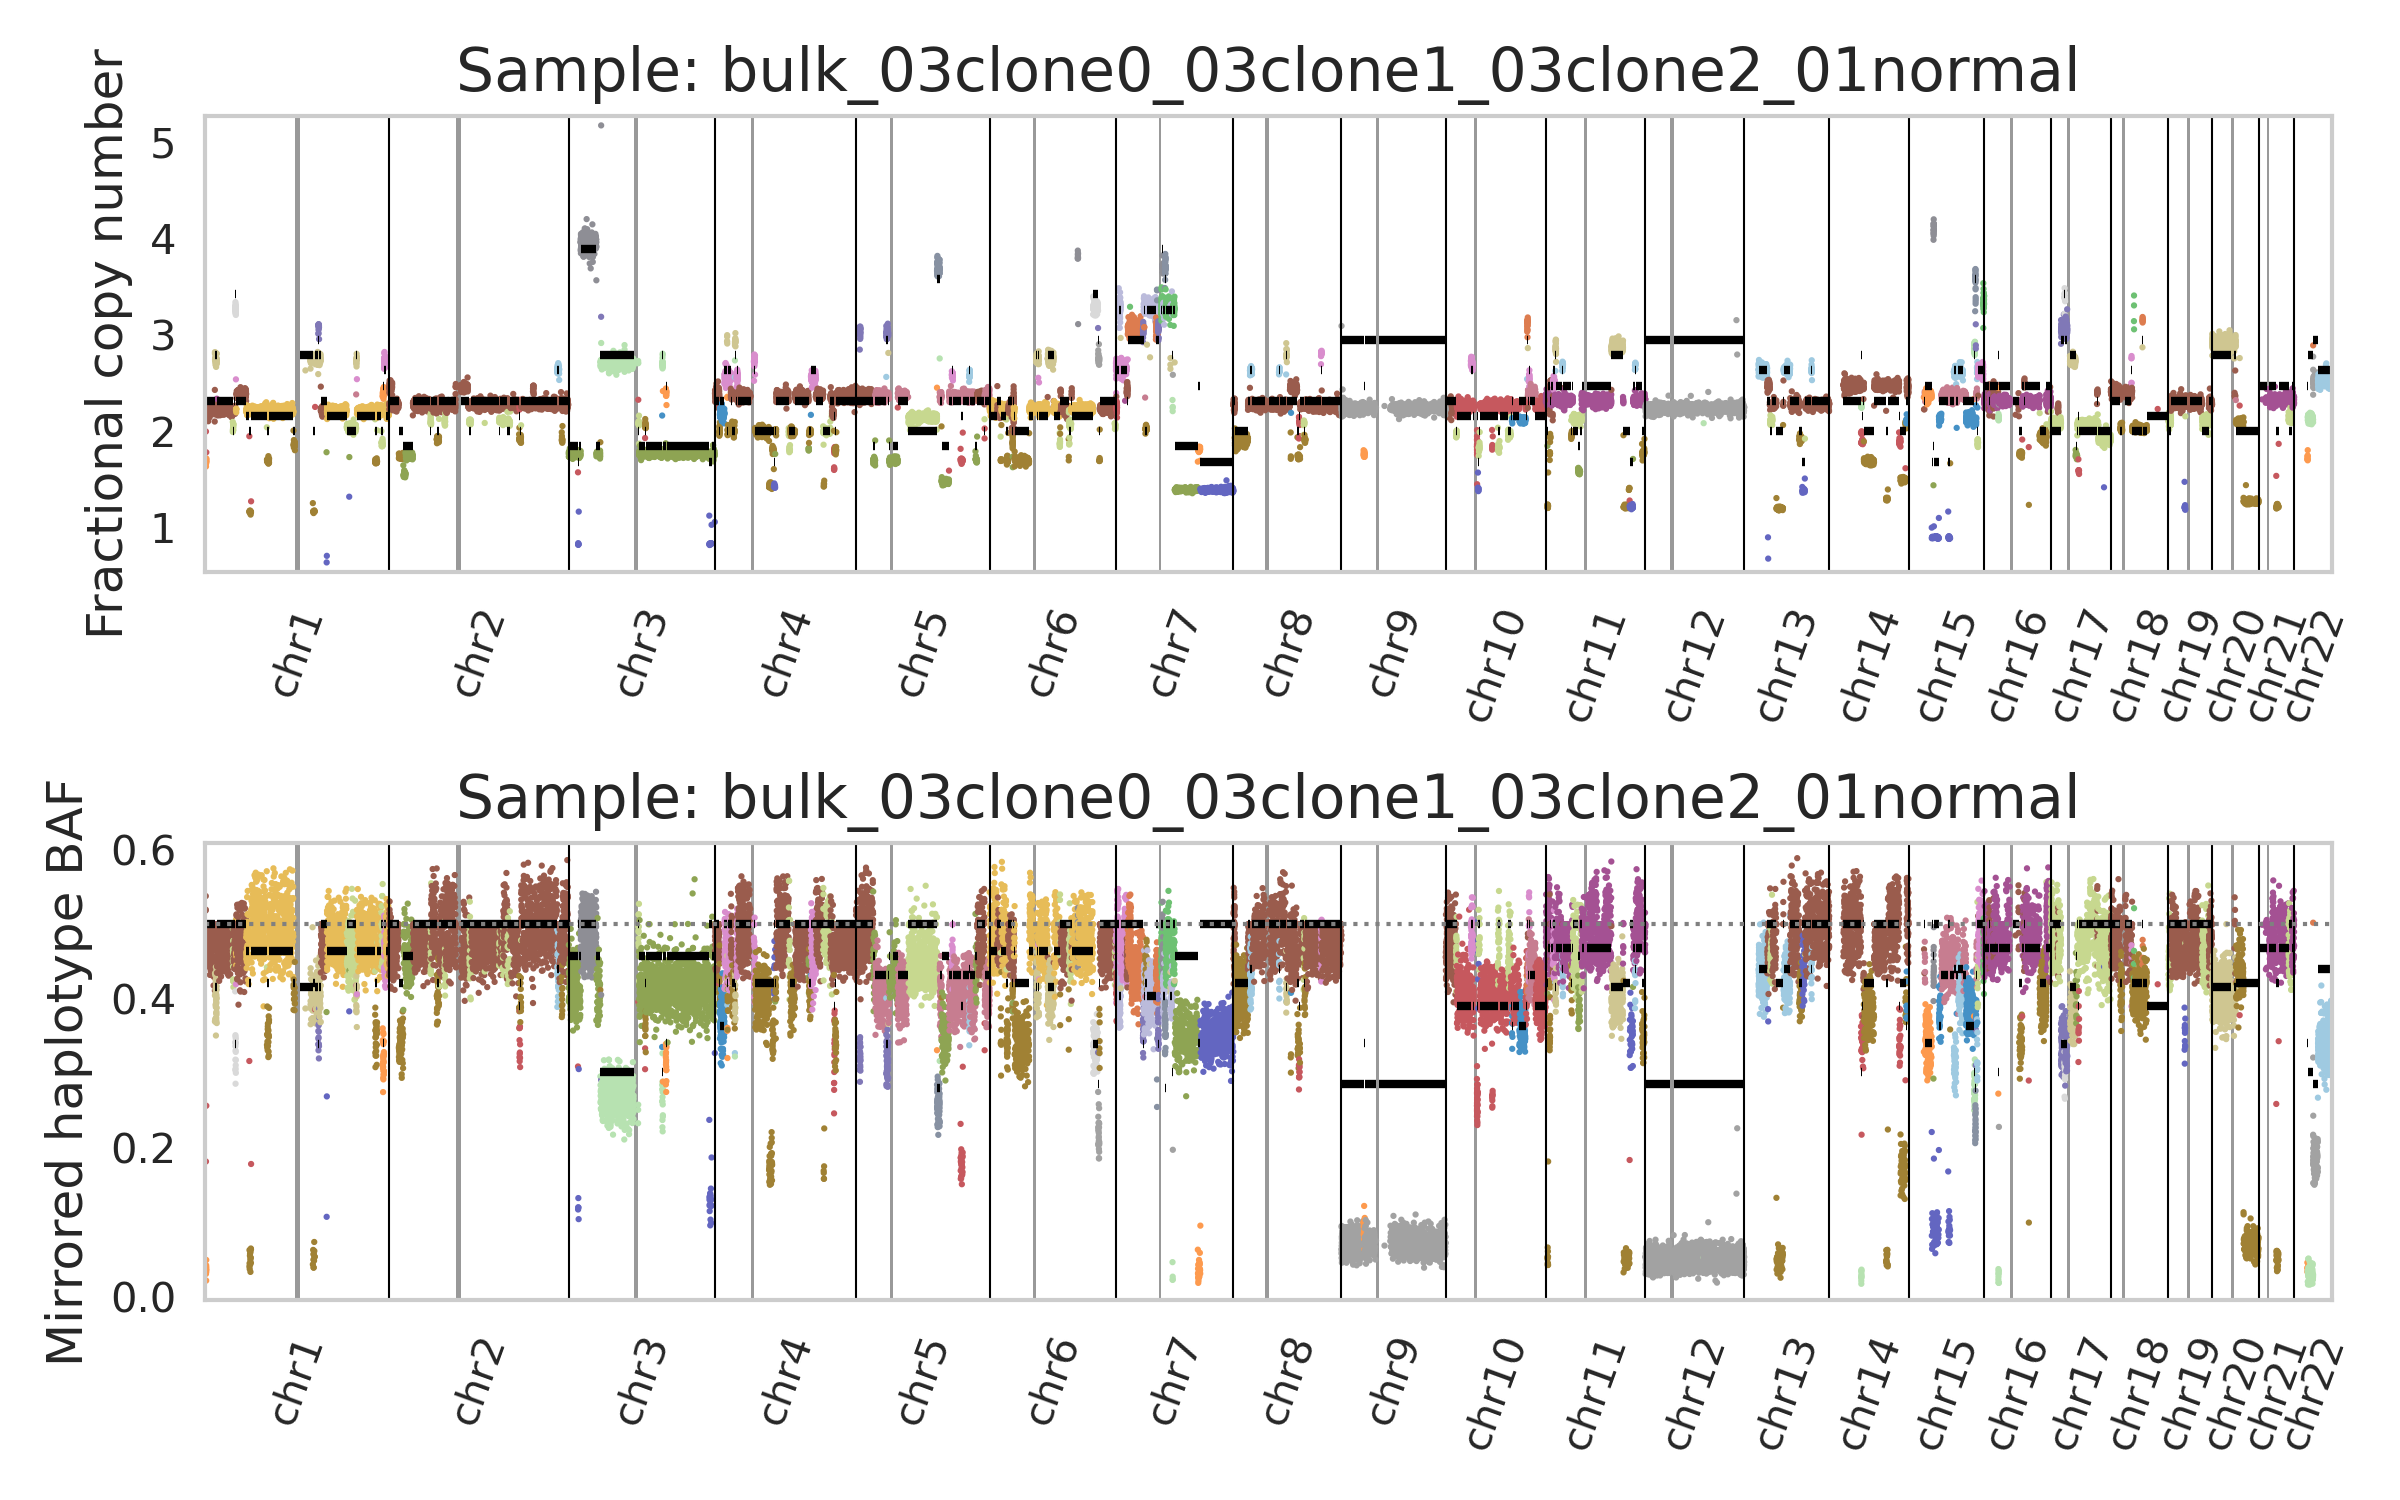 Sample: bulk_03clone0_03clone1_03clone2_01normal
Fractional copy number
5
4
3
2
1
chr1
chr2
chr3
chr4
chr5
chr6
chr7
chr8
chr9
chr10
chr11
chr12
chr13
chr14
chr15
chr16
chr17
chr18
chr19
chr20
chr21
chr22
Sample: bulk_03clone0_03clone1_03clone2_01normal
Mirrored haplotype BAF
0.6
0.4
0.2
0.0
chr1
chr2
chr3
chr4
chr5
chr6
chr7
chr8
chr9
chr10
chr11
chr12
chr13
chr14
chr15
chr16
chr17
chr18
chr19
chr20
chr21
chr22